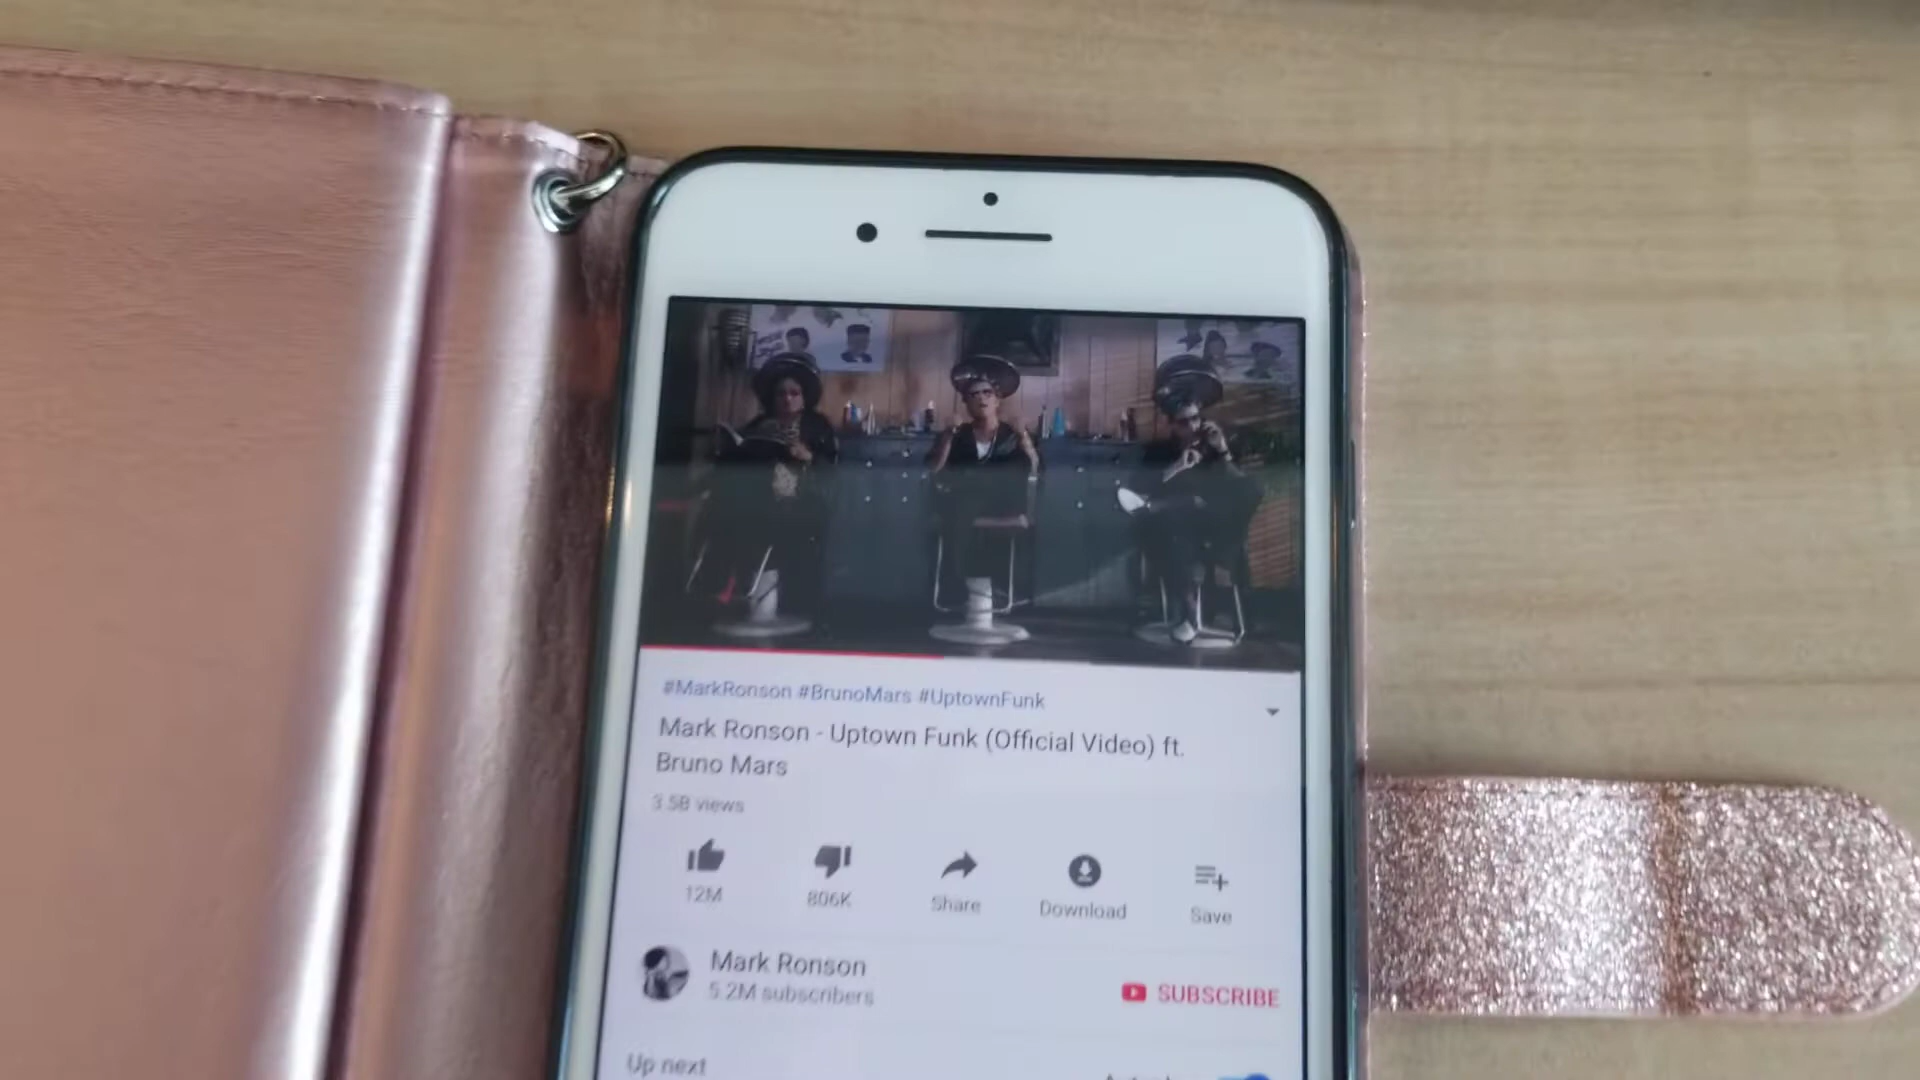 #MarkRonson #BrunoMars #UptownFunk
Mark Ronson - Uptown Funk (Official Video) ft.
Bruno Mars
3.5B views
12M
806K
Share
Download
Save
Mark Ronson
5.2M subscribers
SUBSCRIBE
Up next